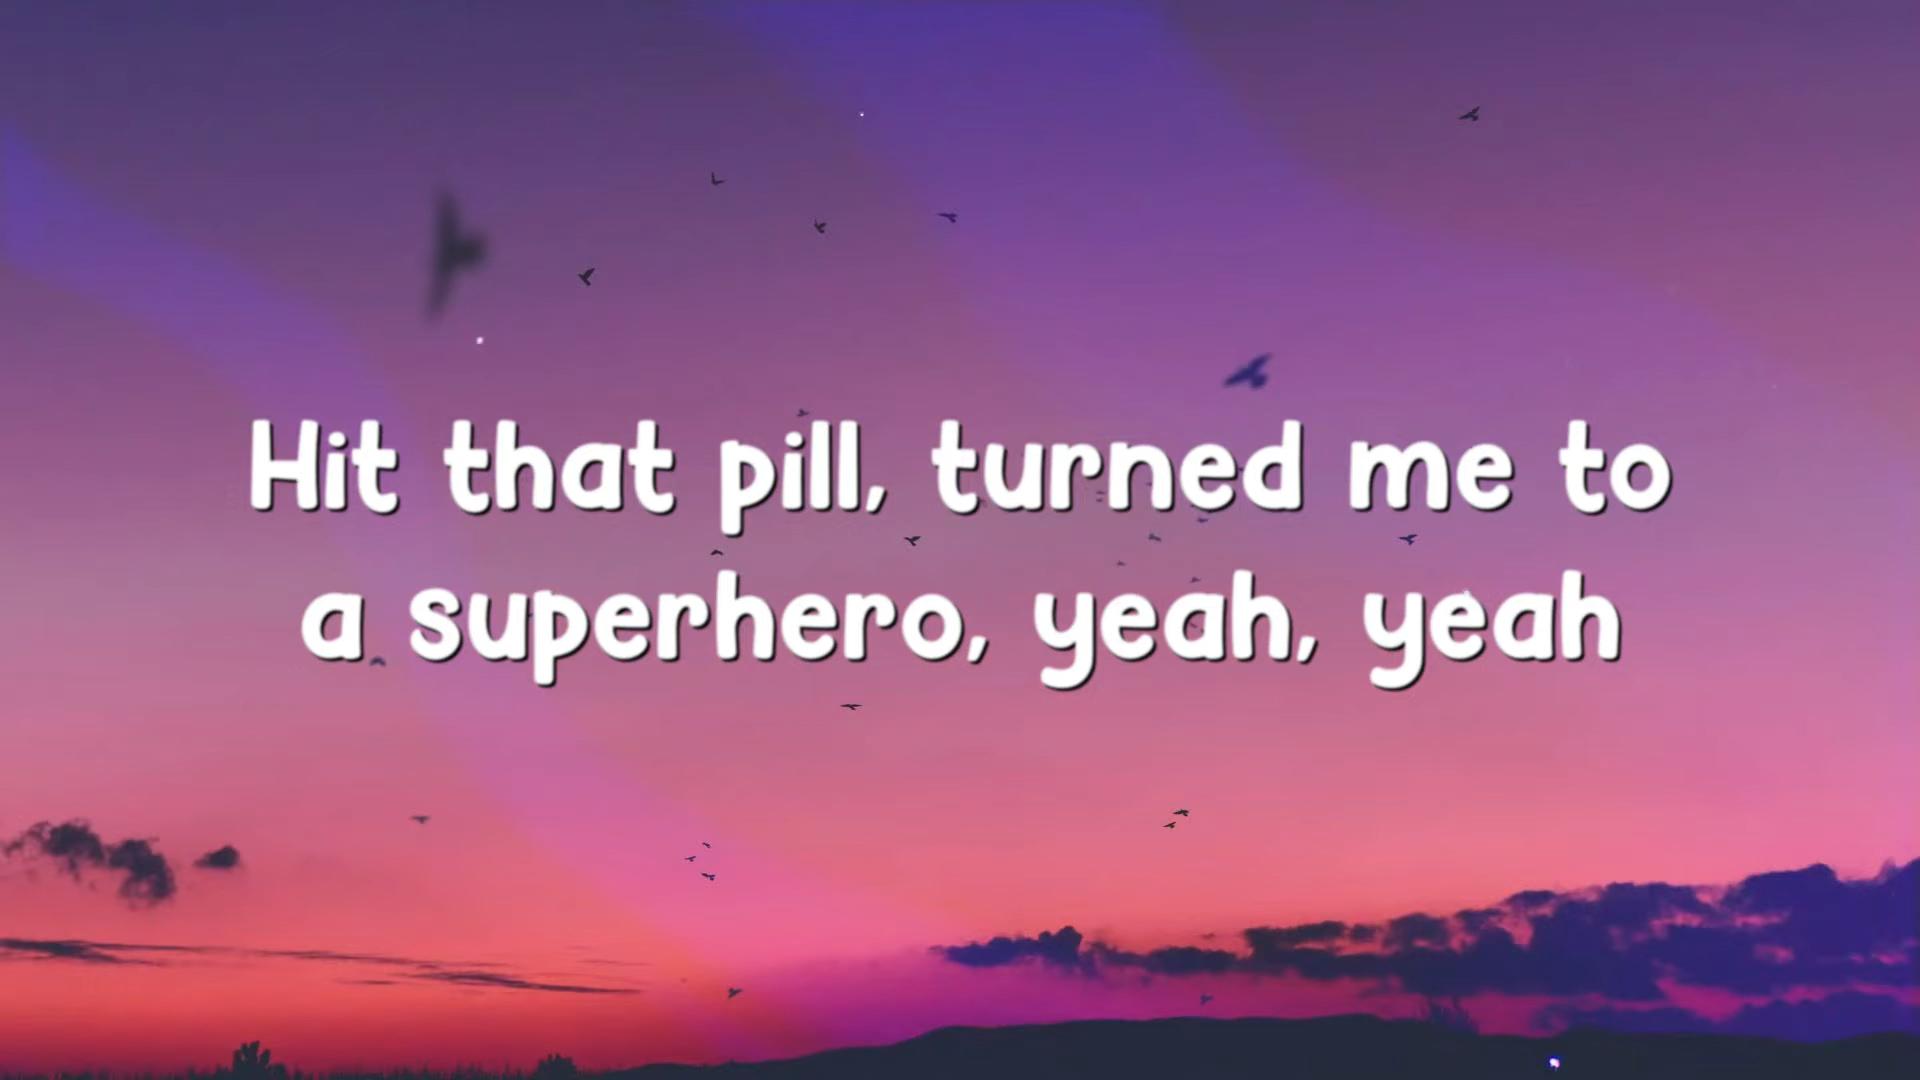 Hit that pill, turned me to
a superhero, yeah, yeah